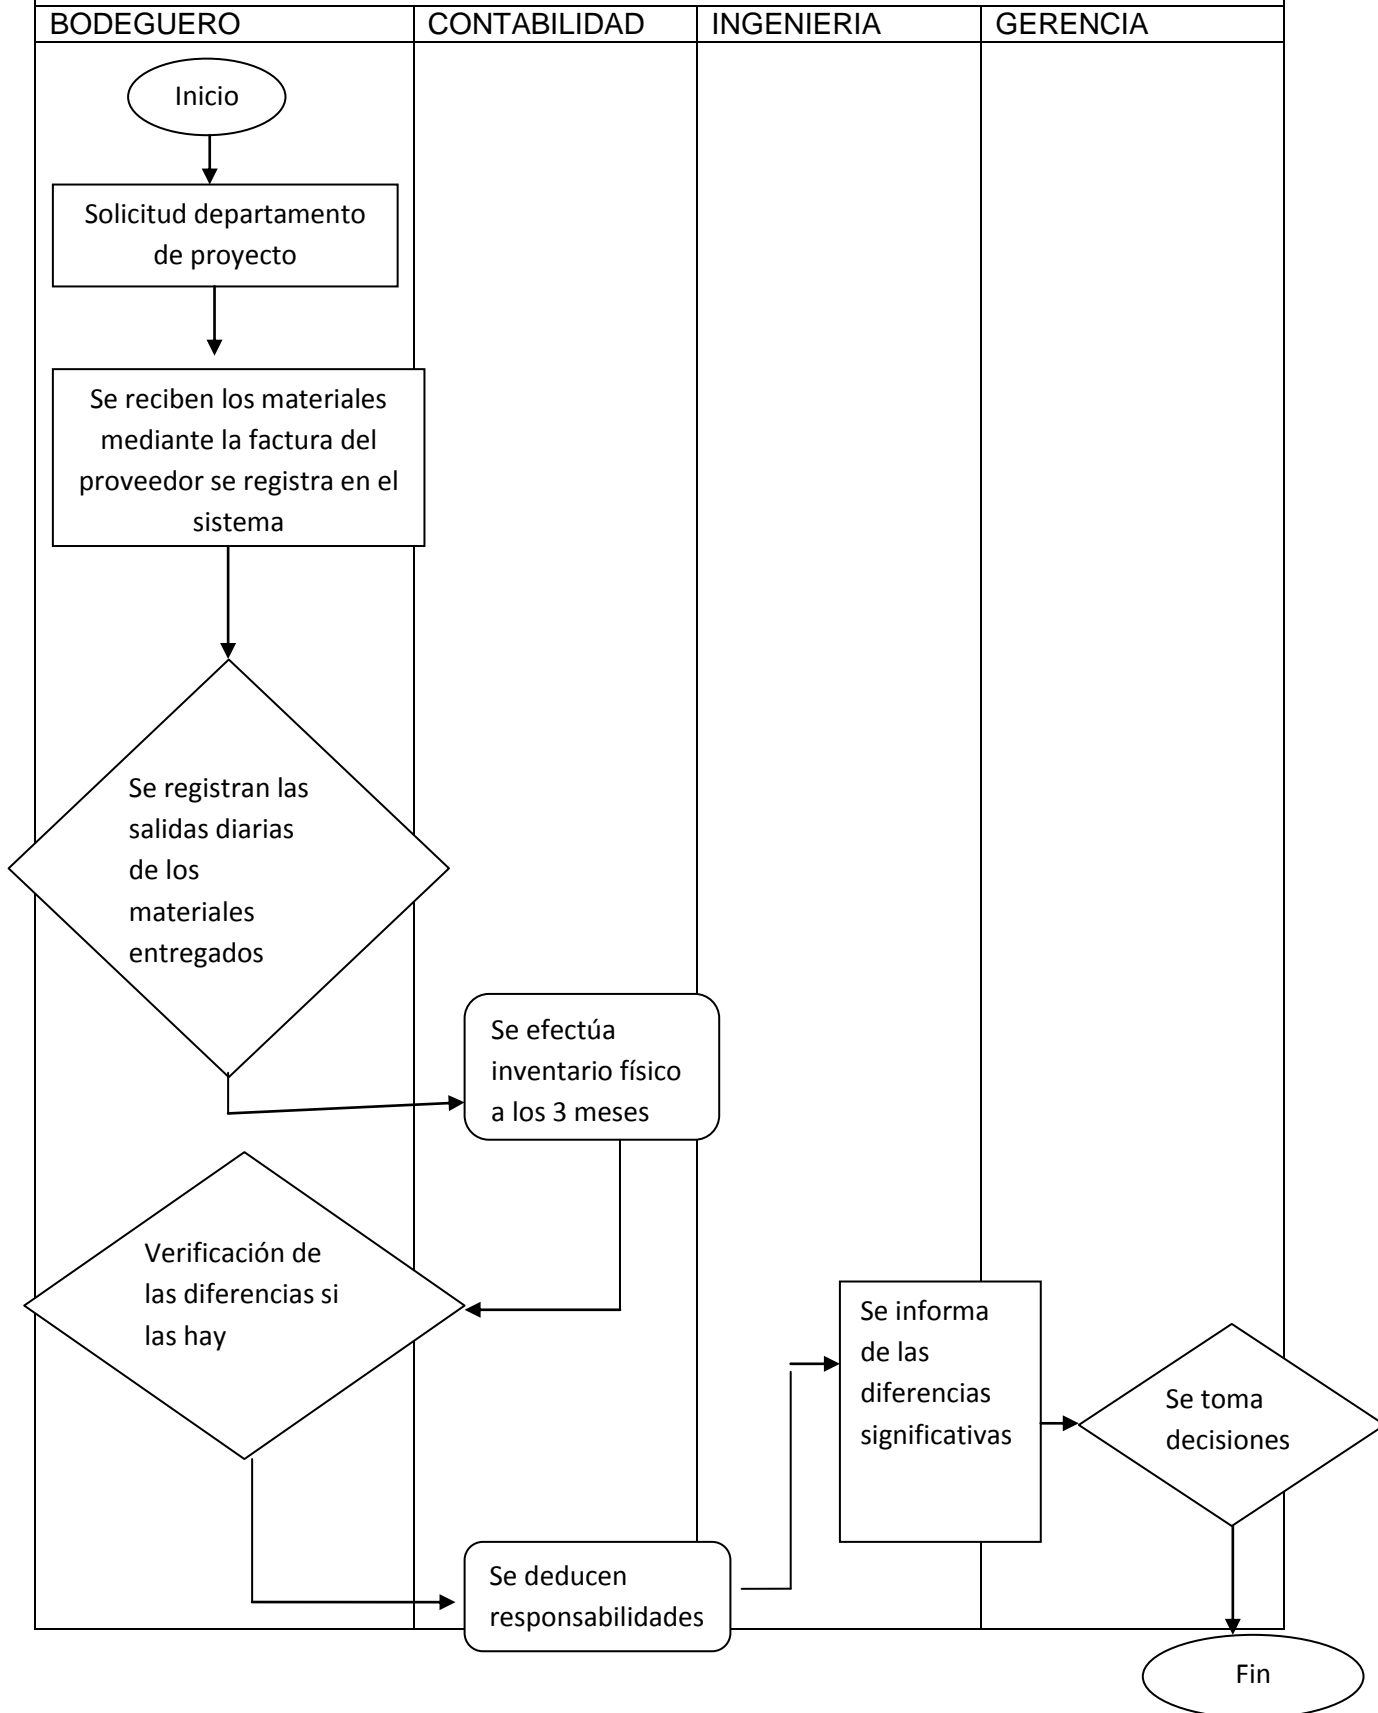 BODEGUERO
CONTABILIDAD
INGENIERIA
GERENCIA
Inicio
Solicitud departamento
de proyecto
Se reciben los materiales
mediante la factura del
proveedor se registra en el
sistema
Se registran las
salidas diarias
de los
materiales
entregados
Se efectúa
inventario físico
a los 3 meses
Verificación de
las diferencias si
las hay
Se deducen
responsabilidades
Se informa
de las
diferencias
significativas
Se toma
decisiones
Fin